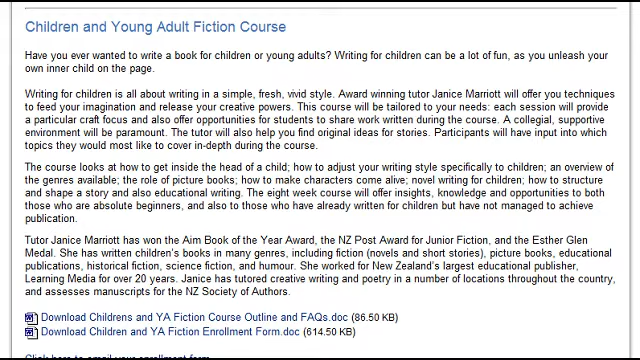 Children and Young Adult Fiction Course
Have you ever wanted to write a book for children or young adults? Writing for children can be a lot of fun, as you unleash your
own inner child on the page.
Writing for children is all about writing in a simple, fresh, vivid style. Award winning tutor Janice Marriott will offer you techniques
to feed your imagination and release your creative powers. This course will be tailored to your needs: each session will provide
a particular craft focus and also offer opportunities for students to share work written during the course. A collegial, supportive
environment will be paramount. The tutor will also help you find original ideas for stories. Participants will have input into which
topics they would most like to cover in-depth during the course.
The course looks at how to get inside the head of a child; how to adjust your writing style specifically to children; an overview of
the genres available; the role of picture books; how to make characters come alive; novel writing for children; how to structure
and shape a story and also educational writing. The eight week course will offer insights, knowledge and opportunities to both
those who are absolute beginners, and also to those who have already written for children but have not managed to achieve
publication.
Tutor Janice Marriott has won the Aim Book of the Year Award, the NZ Post Award for Junior Fiction, and the Esther Glen
Medal. She has written children's books in many genres, including fiction (novels and short stories), picture books, educational
publications, historical fiction, science fiction, and humour. She worked for New Zealand's largest educational publisher,
Learning Media for over 20 years. Janice has tutored creative writing and poetry in a number of locations throughout the country,
and assesses manuscripts for the NZ Society of Authors.
Download Childrens and YA Fiction Course Outline and FAQs.doc (86.50 KB)
Download Children and YA Fiction Enrollment Form.doc (614.50 KB)
Click here to email your enrollment form